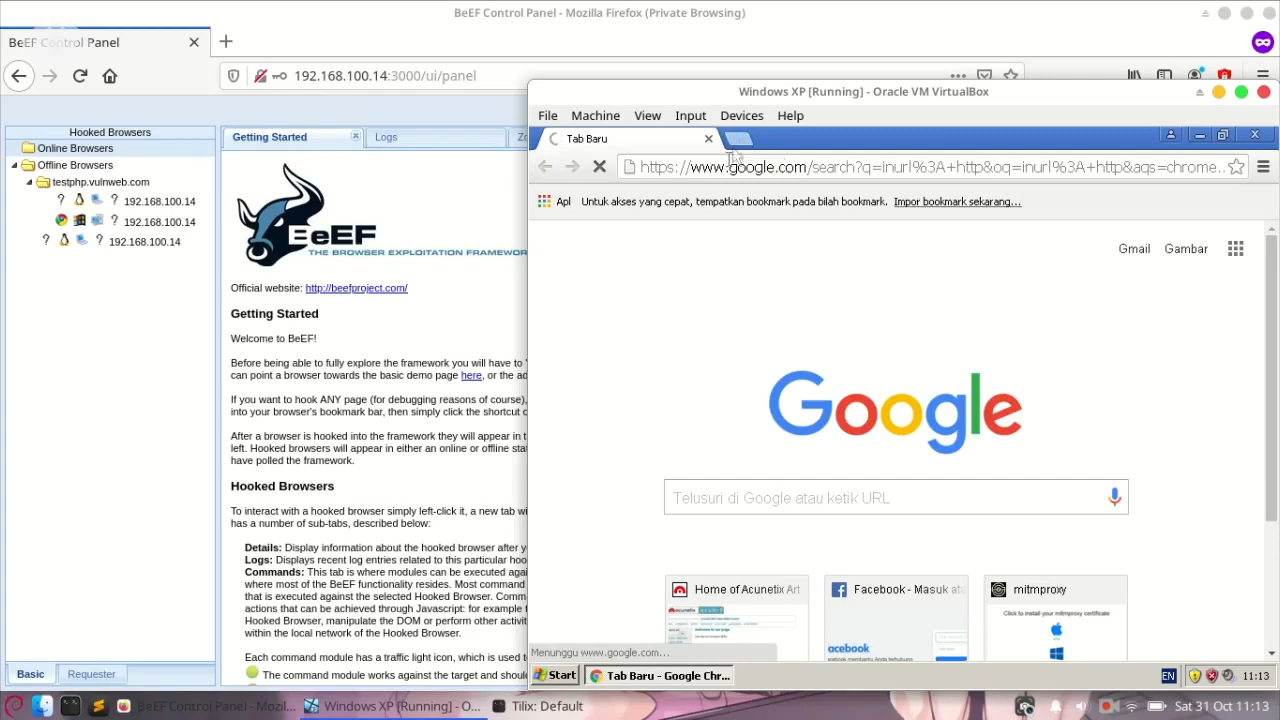 BeEF Control Panel - Mozilla Firefox (Private Browsing)
BeEF Control Panel
192.168.100.14:3000/ui/panel
Hooked Browsers
Online Browsers
Offline Browsers
testphp.vulnweb.com
? ? 192.168.100.14
? 192.168.100.14
? ? 192.168.100.14
Basic
Requester
Getting Started
Logs
BeEF
THE BROWSER EXPLOITATION FRAMEWOR
Official website: http://beefproject.com/
Getting Started
Welcome to BeEF!
Before being able to fully explore the framework you will have to
can point a browser towards the basic demo page here, or the ad
If you want to hook ANY page (for debugging reasons of course),
into your browser's bookmark bar, then simply click the shortcut o
After a browser is hooked into the framework they will appear in t
left. Hooked browsers will appear in either an online or offline sta
have polled the framework.
Hooked Browsers
To interact with a hooked browser simply left-click it, a new tab wi
has a number of sub-tabs, described below:
Details: Display information about the hooked browser after y
Logs: Displays recent log entries related to this particular hoo
Commands: This tab is where modules can be executed agai
where most of the BeEF functionality resides. Most command
that is executed against the selected Hooked Browser. Comm
actions that can be achieved through Javascript: for example
Hooked Browser, manipulate the DOM or perform other activit
within the local network of the Hooked Browser.
Each command module has a traffic light icon, which is used t
The command module works against the target and shou
Windows XP [Running] - Oracle VM VirtualBox
File Machine View Input Devices Help
Tab Baru
https://www.google.com/search?q=inurl%3A+http&oq=inurl%3A+http&aqs=chrome...
Apl Untuk akses yang cepat, tempatkan bookmark pada bilah bookmark. Impor bookmark sekarang...
Gmail Gambar
Google
Telusuri di Google atau ketik URL
Home of Acunetix Art
Facebook - Masuk at
mitmproxy
acunetix
Click to install your mitmproxy certificate
acebook
Menunggu www.google.com...
Start
Tab Baru - Google Chr...
EN
11:13
BeEF Control Panel - Mozil...
Windows XP [Running] - O...
Tilix: Default
Sat 31 Oct 11:13